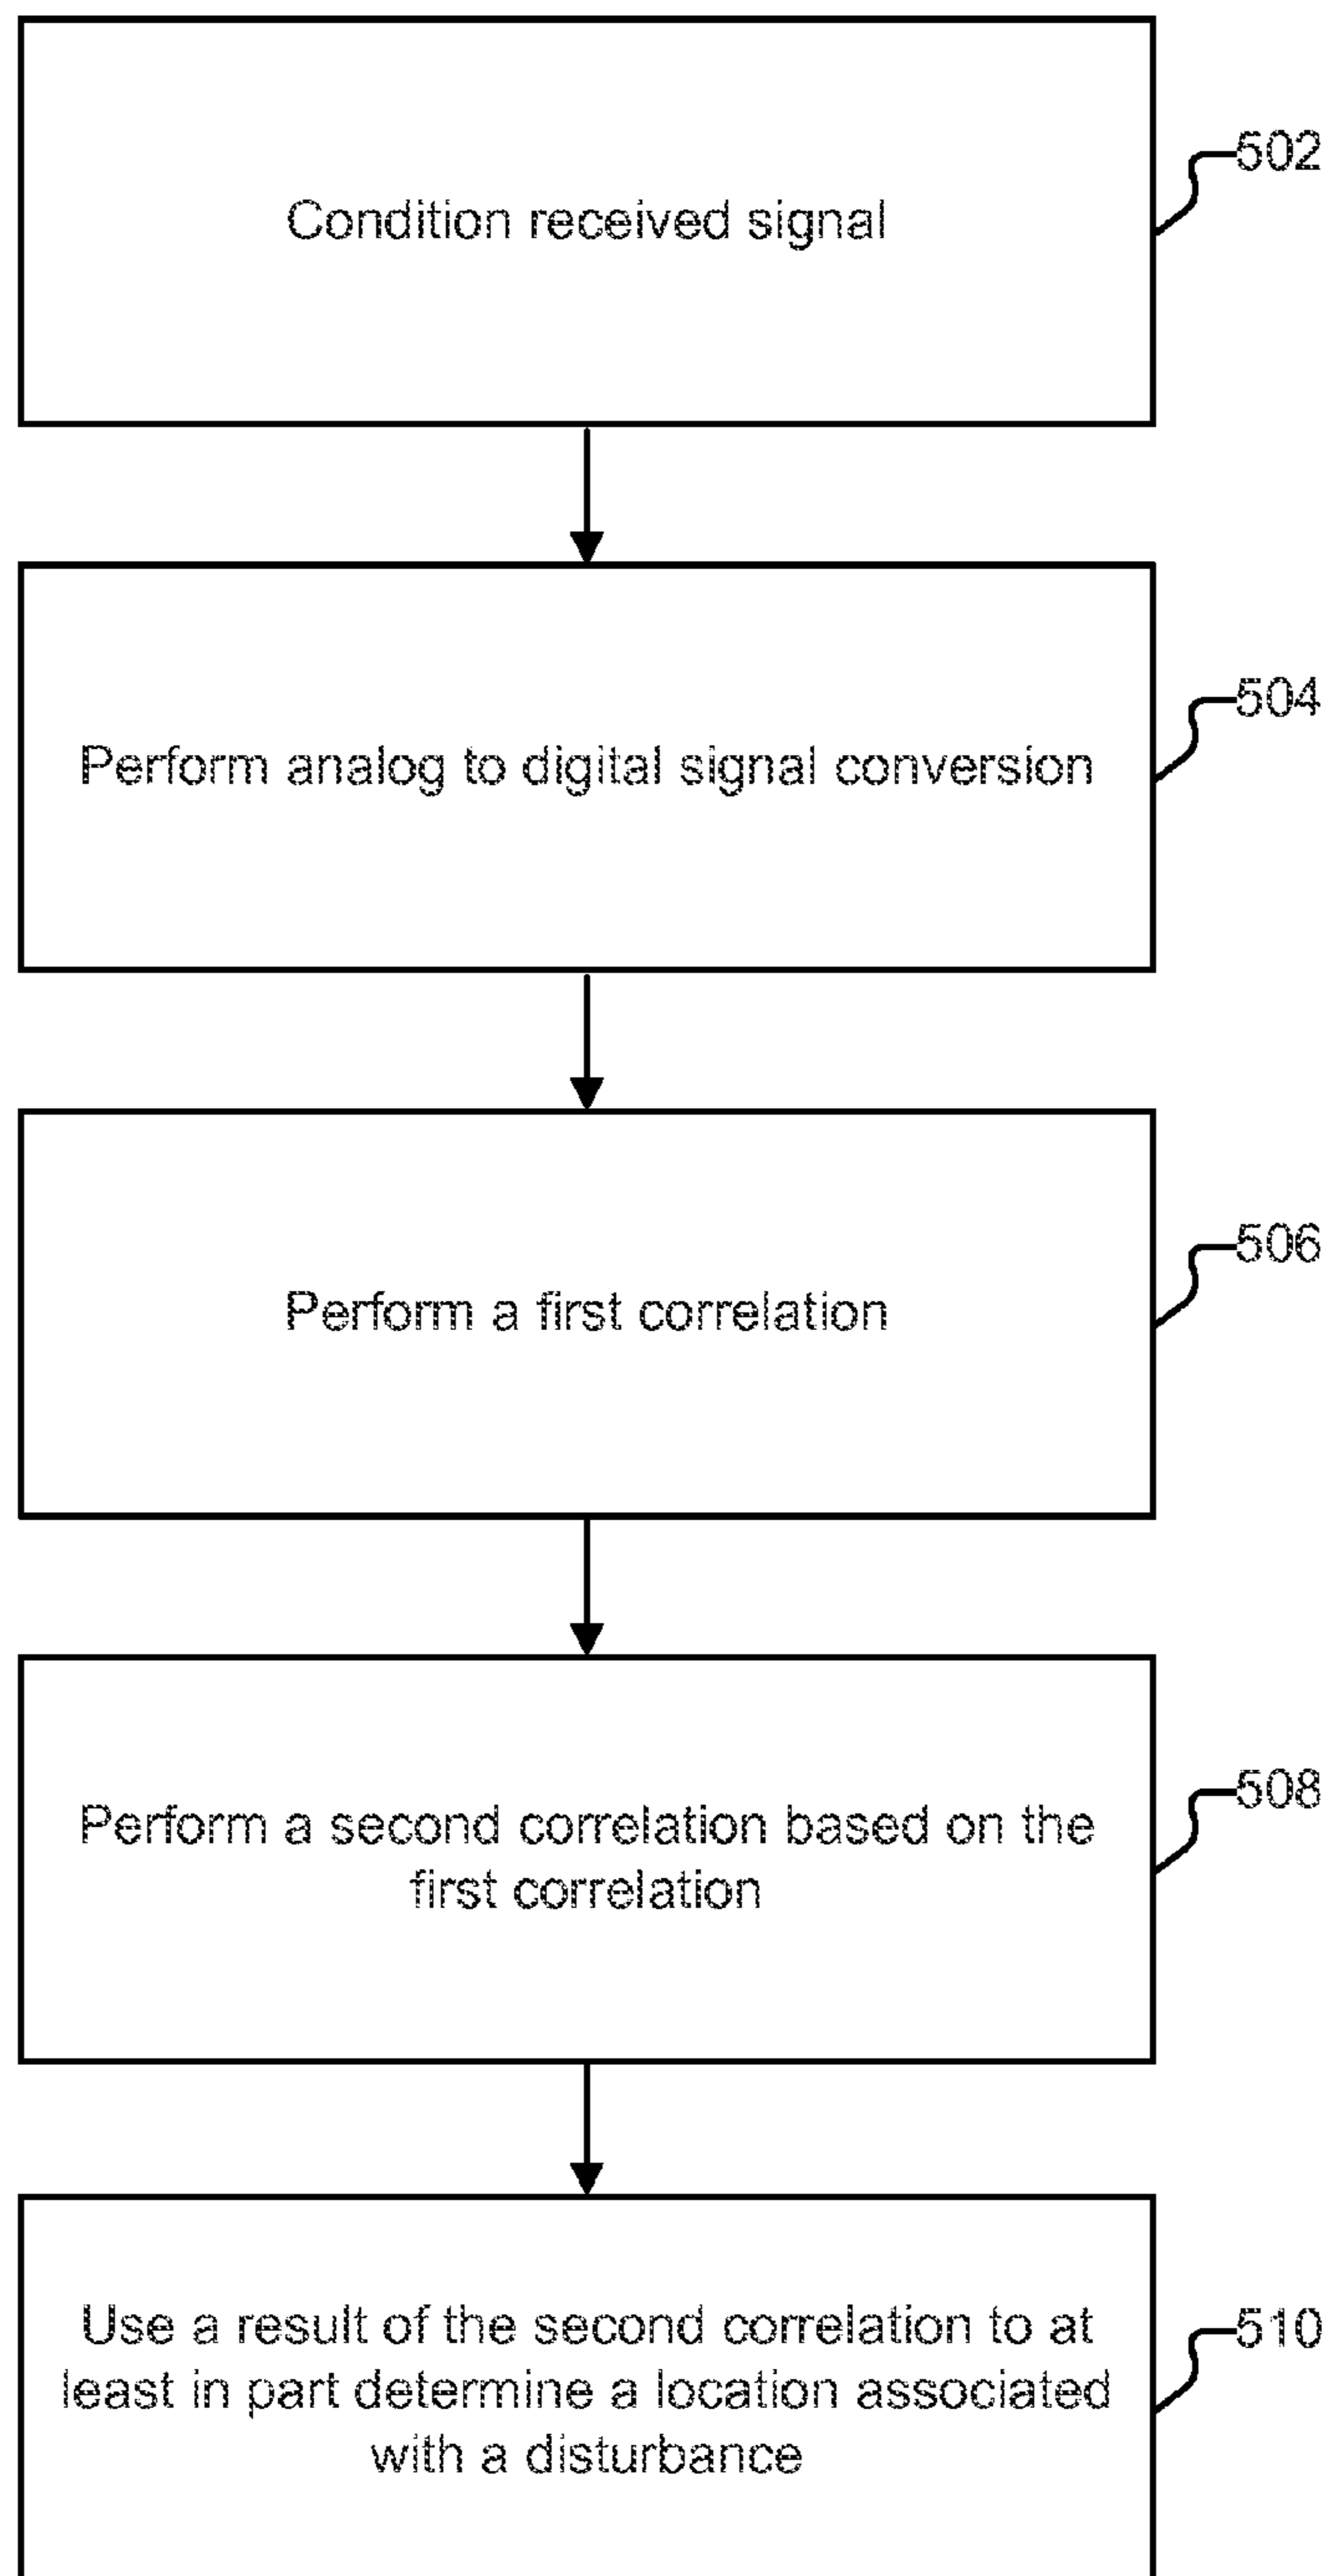 Condition received signal
502
Perform analog to digital signal conversion
504
Perform a first correlation
506
Perform a second correlation based on the
first correlation
508
Use a result of the second correlation to at
least in part determine a location associated
with a disturbance
510